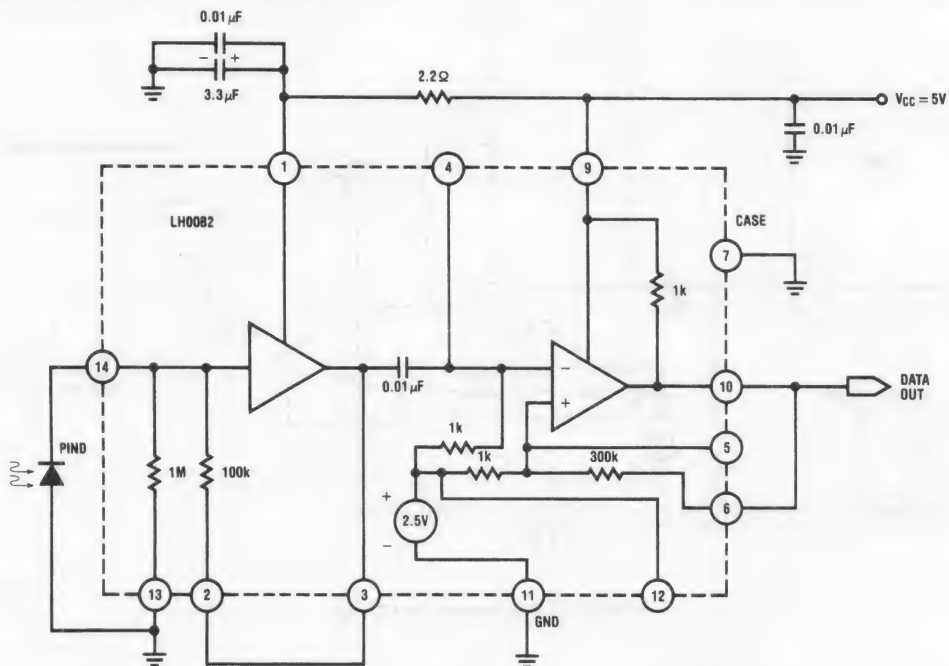 0.01 µF
− +
3.3 µF
2.2Ω
VCC = 5V
0.01 µF
1
4
9
LH0082
CASE
7
1k
14
0.01 µF
−
+
10
DATA
OUT
PIND
1M
100k
1k
1k
300k
5
6
+
2.5V
−
13
2
3
11
GND
12